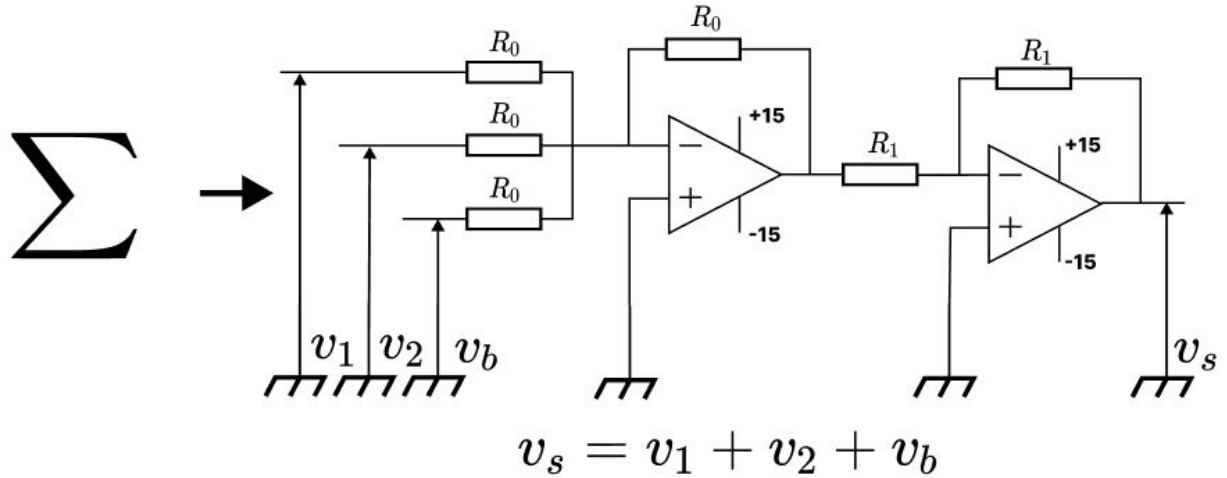 R₀
R₀
R₁
+15
R₀
+15
R₁
−
−
R₀
+
+
-15
-15
v₁ v₂ v_b
v_s
v_s = v₁ + v₂ + v_b
∑